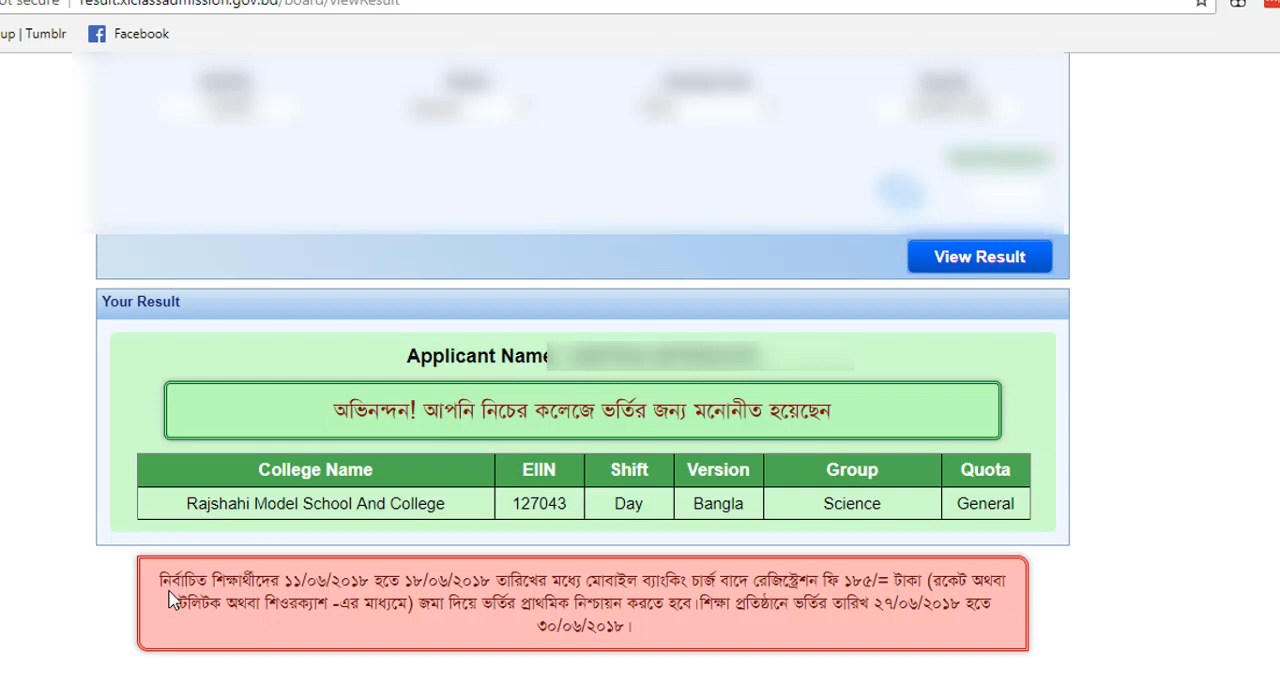 ot secure | result.xiclassadmission.gov.bd/board/viewResult
up | Tumblr Facebook
View Result
Your Result
Applicant Name
অভিনন্দন! আপনি নিচের কলেজে ভর্তির জন্য মনোনীত হয়েছেন
College Name EIIN Shift Version Group Quota
Rajshahi Model School And College 127043 Day Bangla Science General
নির্বাচিত শিক্ষার্থীদের ১১/০৬/২০১৮ হতে ১৮/০৬/২০১৮ তারিখের মধ্যে মোবাইল ব্যাংকিং চার্জ বাদে রেজিস্ট্রেশন ফি ১৮৫/= টাকা (রকেট অথবা
টেলিটক অথবা শিওরক্যাশ -এর মাধ্যমে) জমা দিয়ে ভর্তির প্রাথমিক নিশ্চায়ন করতে হবে।শিক্ষা প্রতিষ্ঠানে ভর্তির তারিখ ২৭/০৬/২০১৮ হতে
৩০/০৬/২০১৮।